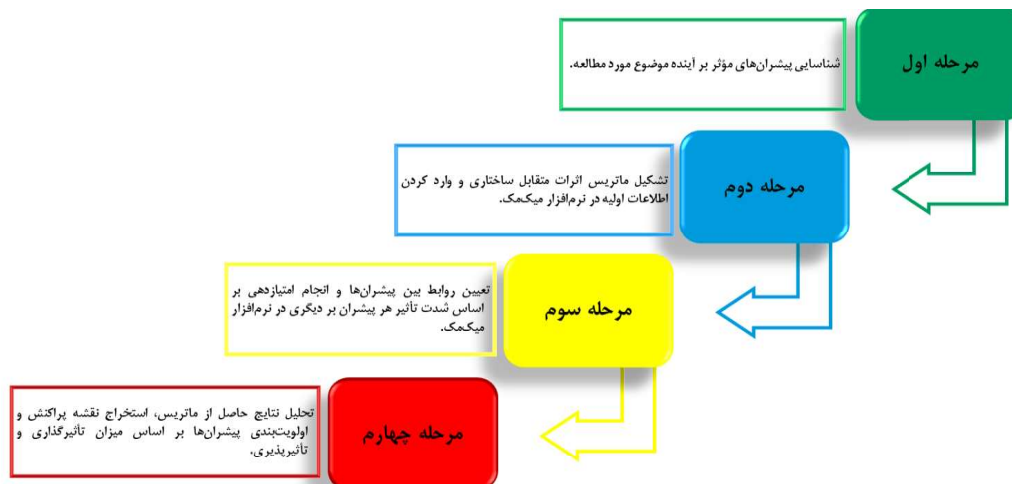 مرحله اول
شناسایی پیشران‌های مؤثر بر آینده موضوع مورد مطالعه.
مرحله دوم
تشکیل ماتریس اثرات متقابل ساختاری و وارد کردن
اطلاعات اولیه در نرم‌افزار میک‌مک.
مرحله سوم
تعیین روابط بین پیشران‌ها و انجام امتیازدهی بر
اساس شدت تأثیر هر پیشران بر دیگری در نرم‌افزار
میک‌مک.
مرحله چهارم
تحلیل نتایج حاصل از ماتریس، استخراج نقشه پراکنش و
اولویت‌بندی پیشران‌ها بر اساس میزان تأثیرگذاری و
تأثیرپذیری.